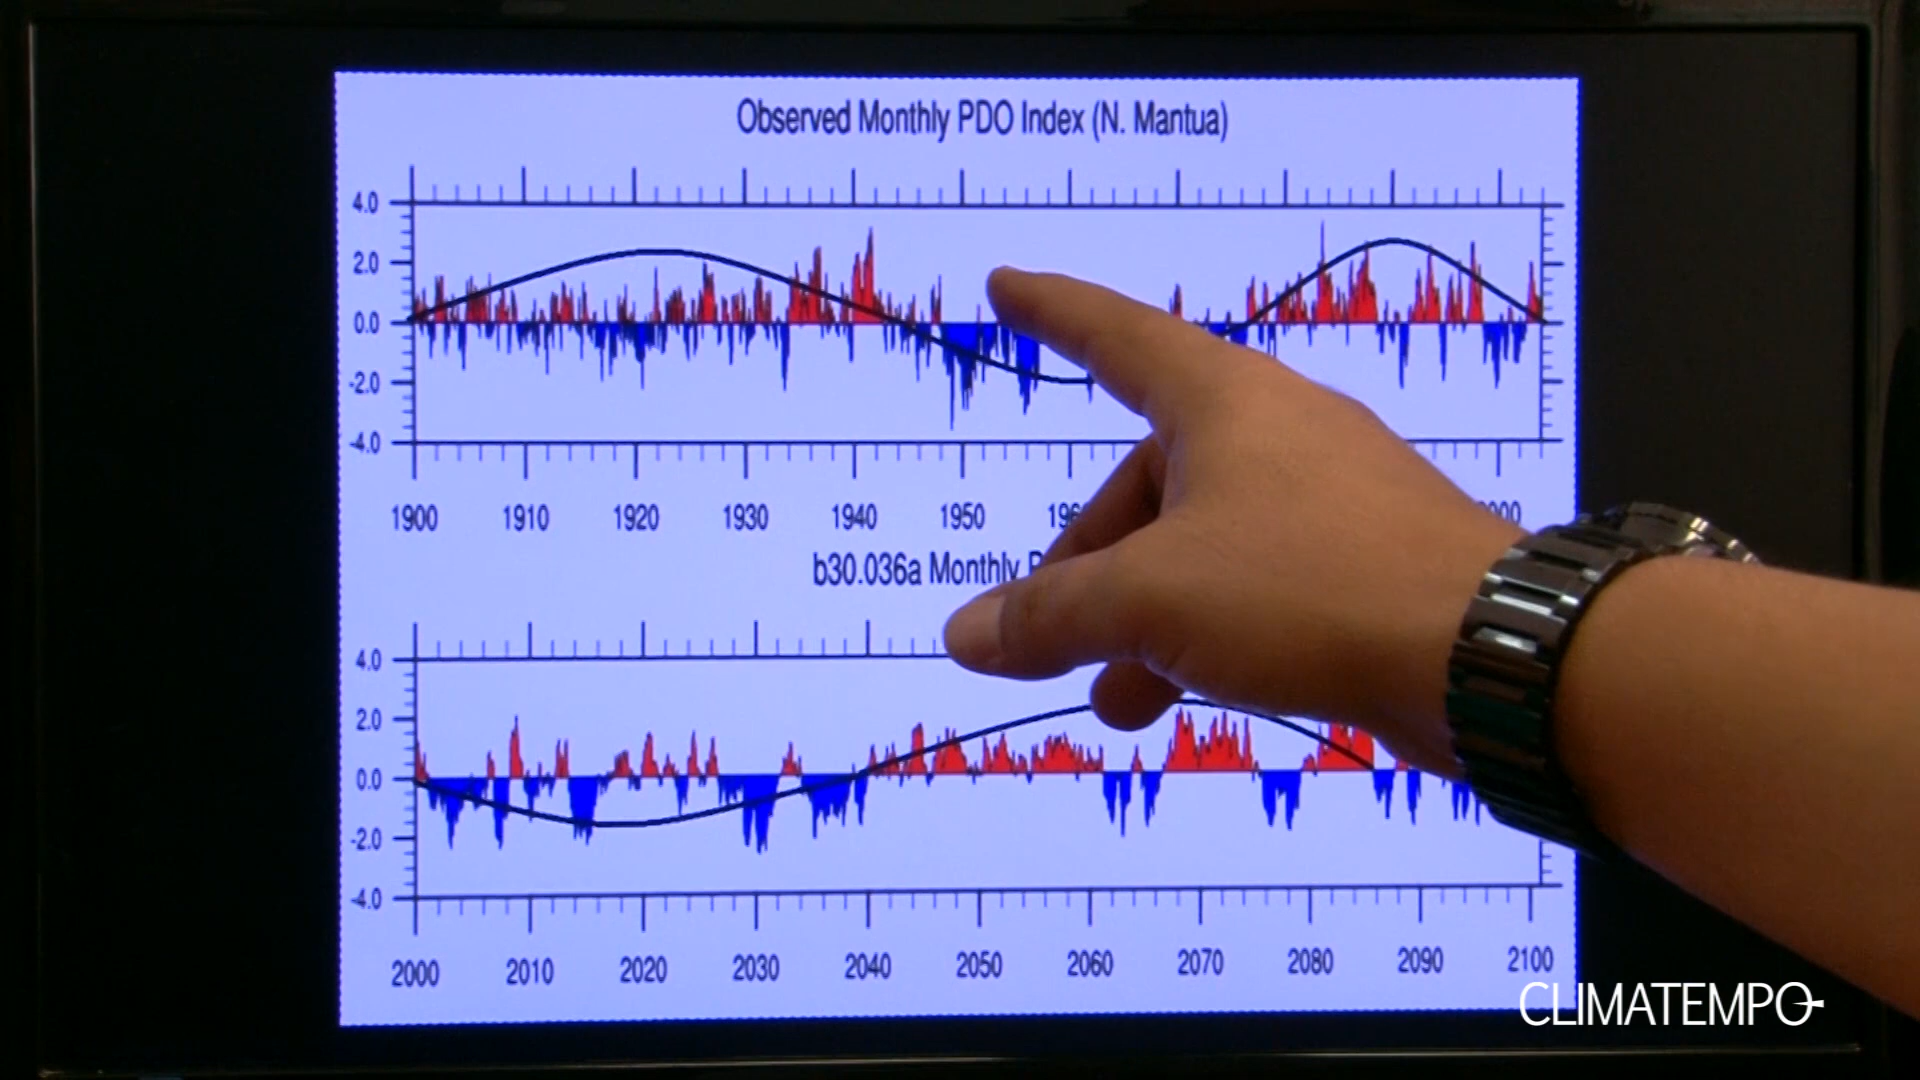 Observed Monthly PDO Index (N. Mantua)
4.0
2.0
0.0
-2.0
-4.0
1900 1910 1920 1930 1940 1950
b30.036a Monthly
4.0
2.0
0.0
-2.0
-4.0
2000 2010 2020 2030 2040 2050 2060 2070 2080 2090 2100
CLIMATEMPO